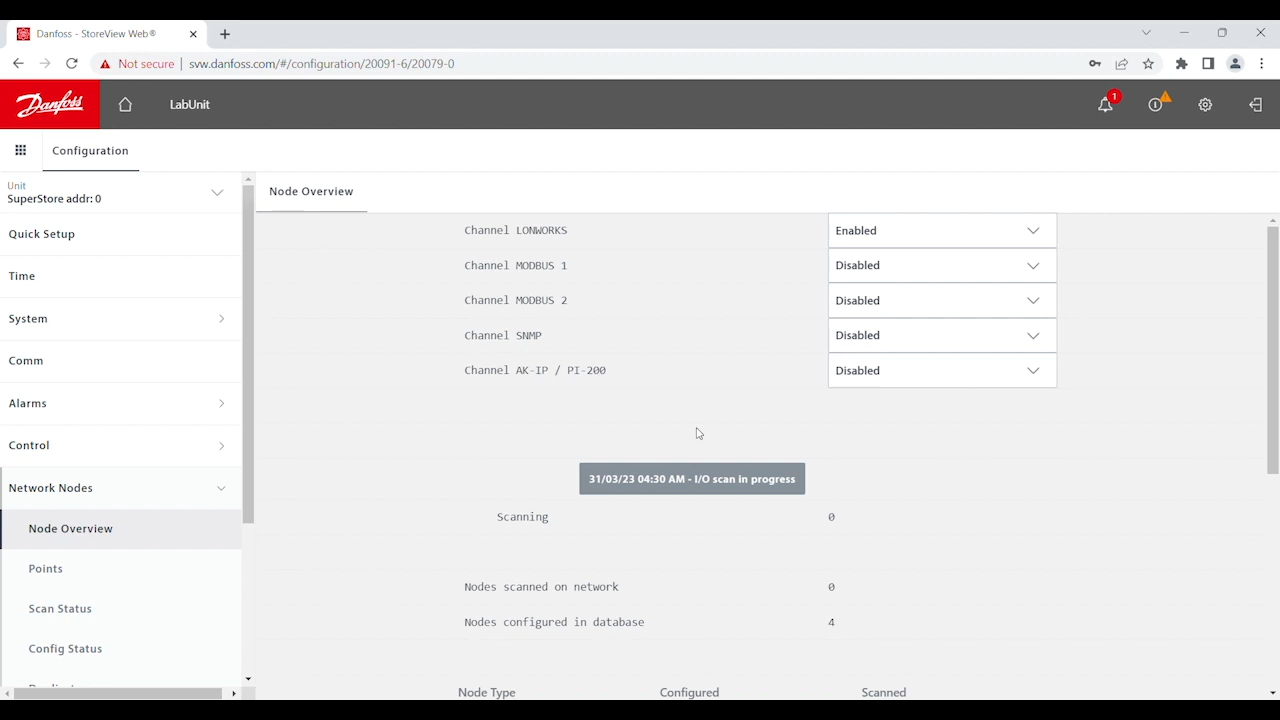 Danfoss - StoreView Web®
Not secure
svw.danfoss.com/#/configuration/20091-6/20079-0
Danfoss
LabUnit
1
Configuration
Unit
SuperStore addr: 0
Node Overview
Quick Setup
Time
System
Comm
Alarms
Control
Network Nodes
Node Overview
Points
Scan Status
Config Status
Channel LONWORKS
Enabled
Channel MODBUS 1
Disabled
Channel MODBUS 2
Disabled
Channel SNMP
Disabled
Channel AK-IP / PI-200
Disabled
31/03/23 04:30 AM - I/O scan in progress
Scanning
0
Nodes scanned on network
0
Nodes configured in database
4
Node Type
Configured
Scanned